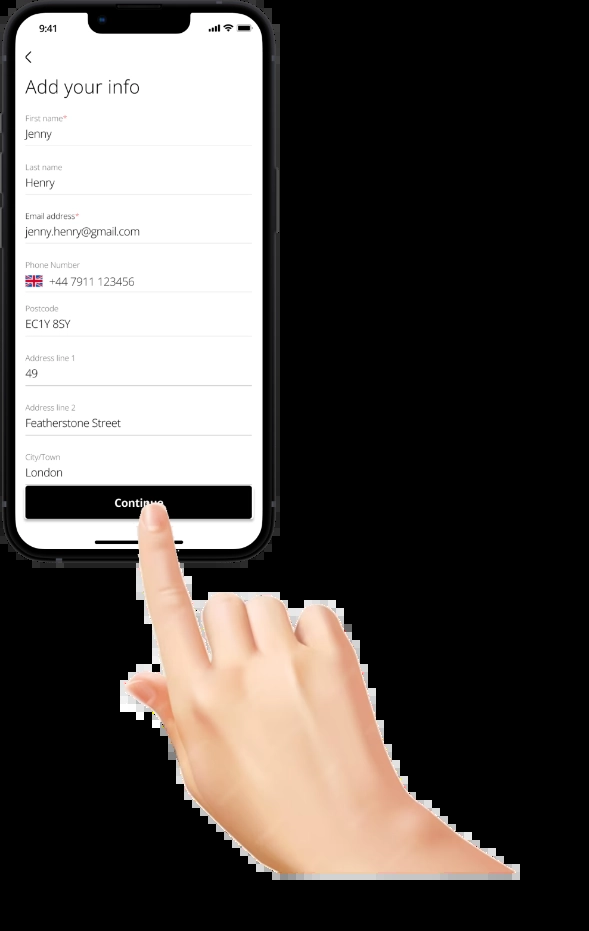 9:41
Add your info
First name*
Jenny
Last name
Henry
Email address*
jenny.henry@gmail.com
Phone Number
+44 7911 123456
Postcode
EC1Y 8SY
Address line 1
49
Address line 2
Featherstone Street
City/Town
London
Continue